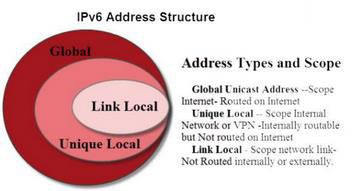 IPv6 Address Structure
Global
Link Local
Unique Local
Address Types and Scope
Global Unicast Address --Scope
Internet- Routed on Internet
Unique Local -- Scope Internal
Network or VPN -Internally routable
but Not routed on Internet
Link Local - Scope network link-
Not Routed internally or externally.